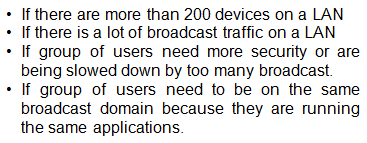 • If there are more than 200 devices on a LAN
• If there is a lot of broadcast traffic on a LAN
• If group of users need more security or are
being slowed down by too many broadcast.
• If group of users need to be on the same
broadcast domain because they are running
the same applications.